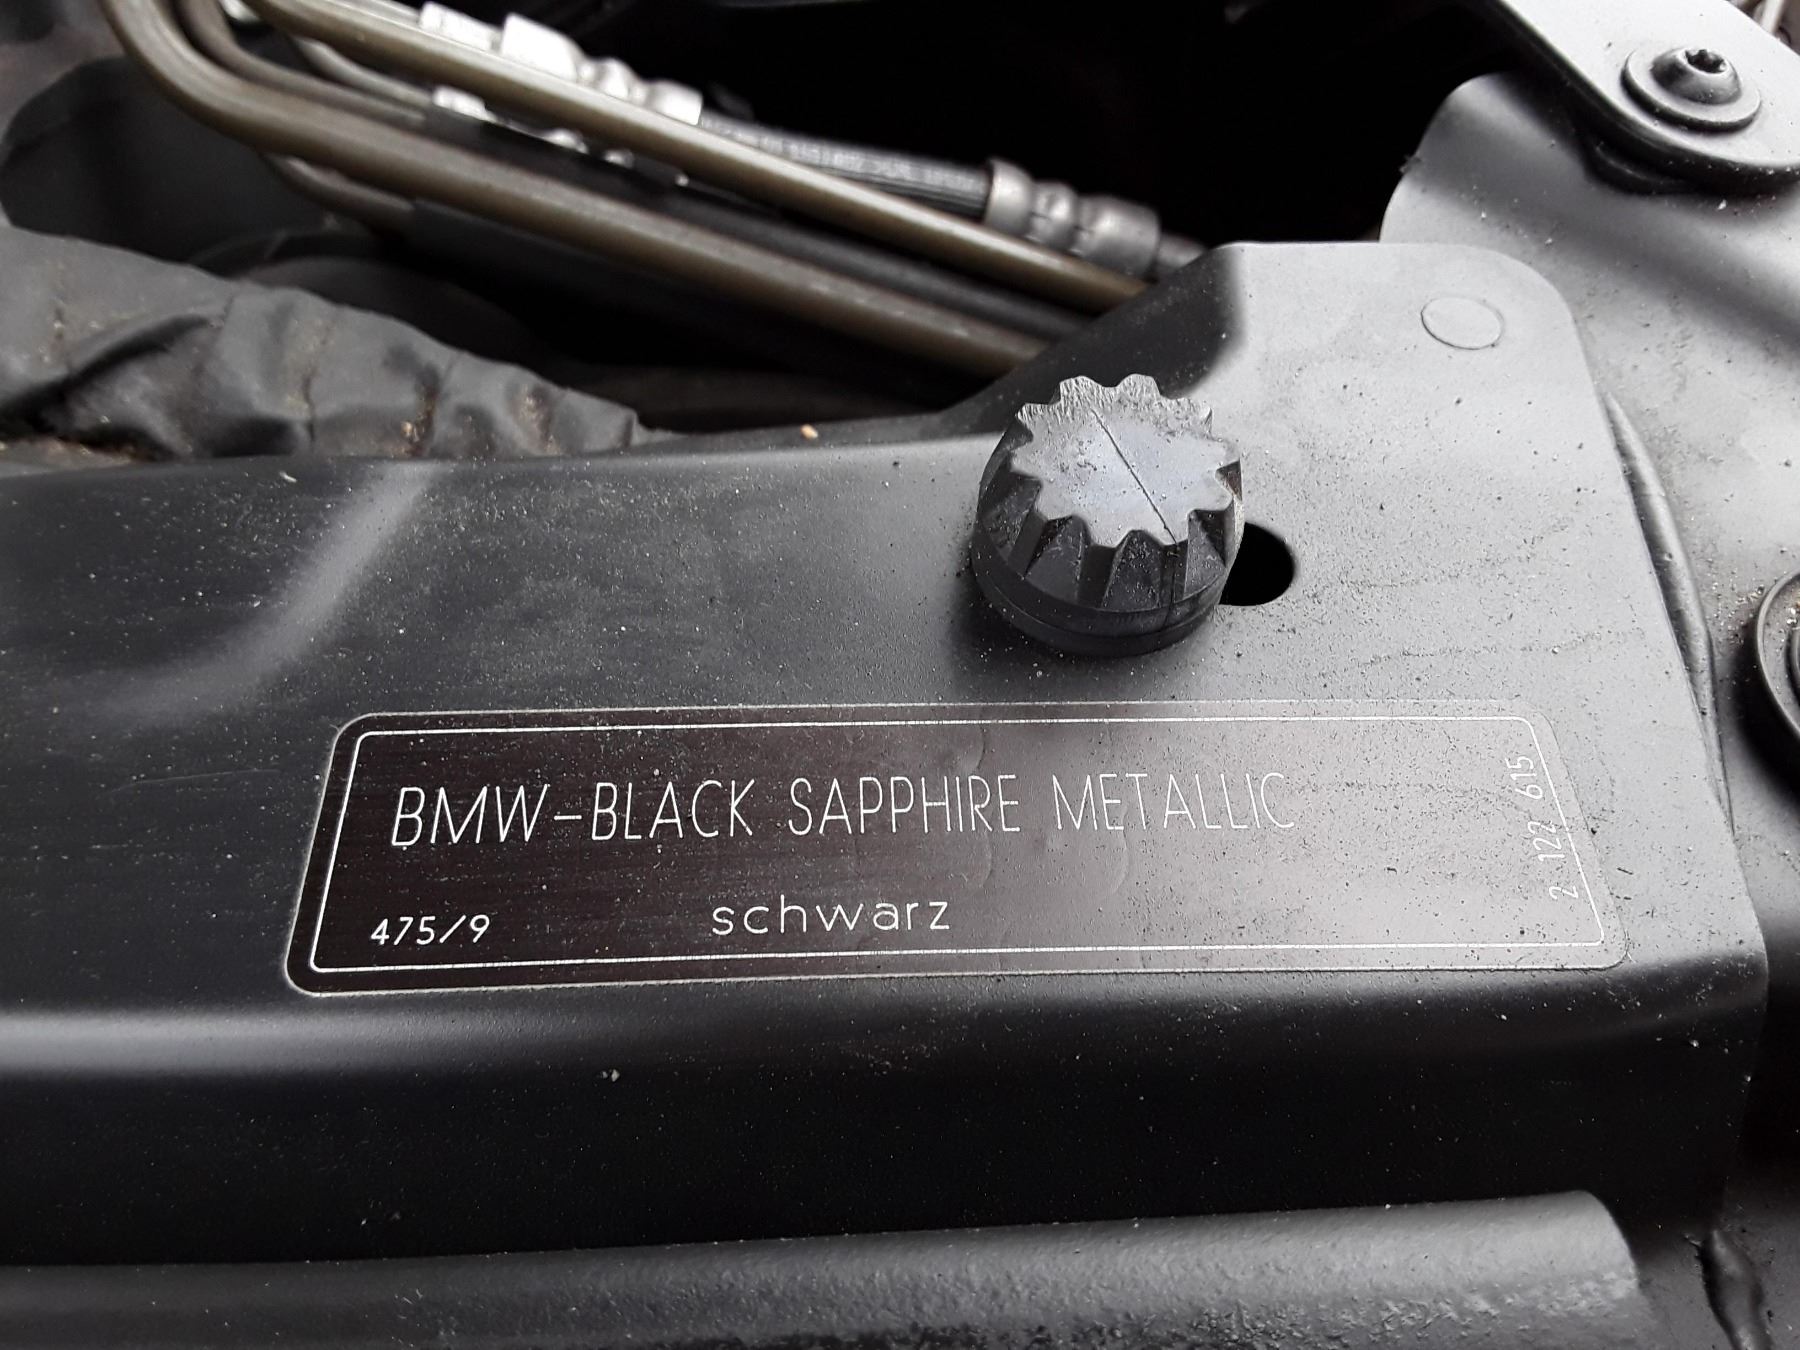 BMW-BLACK SAPPHIRE METALLIC
475/9 schwarz
2 122 615